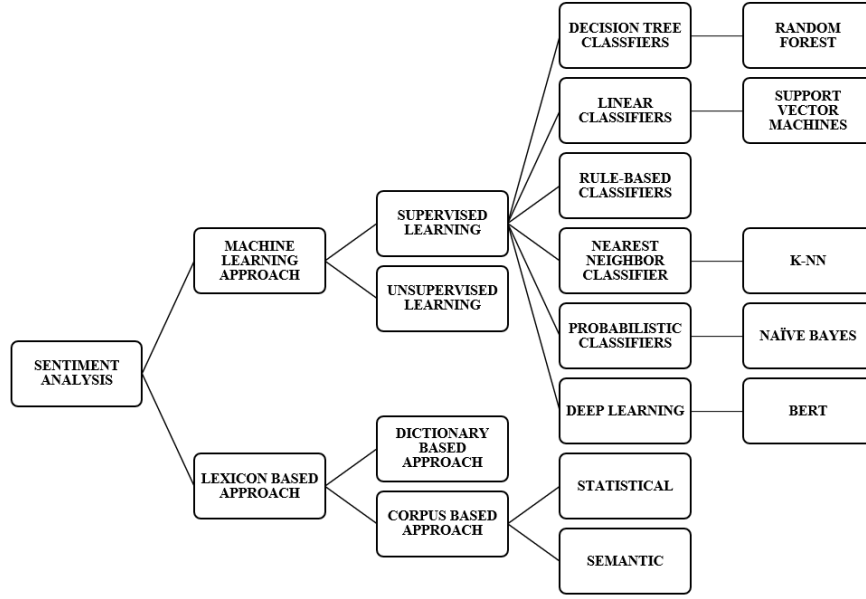 DECISION TREE
CLASSFIERS
RANDOM
FOREST
LINEAR
CLASSIFIERS
SUPPORT
VECTOR
MACHINES
RULE-BASED
CLASSIFIERS
SUPERVISED
LEARNING
MACHINE
LEARNING
APPROACH
NEAREST
NEIGHBOR
CLASSIFIER
K-NN
UNSUPERVISED
LEARNING
PROBABILISTIC
CLASSIFIERS
NAÏVE BAYES
SENTIMENT
ANALYSIS
DEEP LEARNING
BERT
DICTIONARY
BASED
APPROACH
LEXICON BASED
APPROACH
STATISTICAL
CORPUS BASED
APPROACH
SEMANTIC